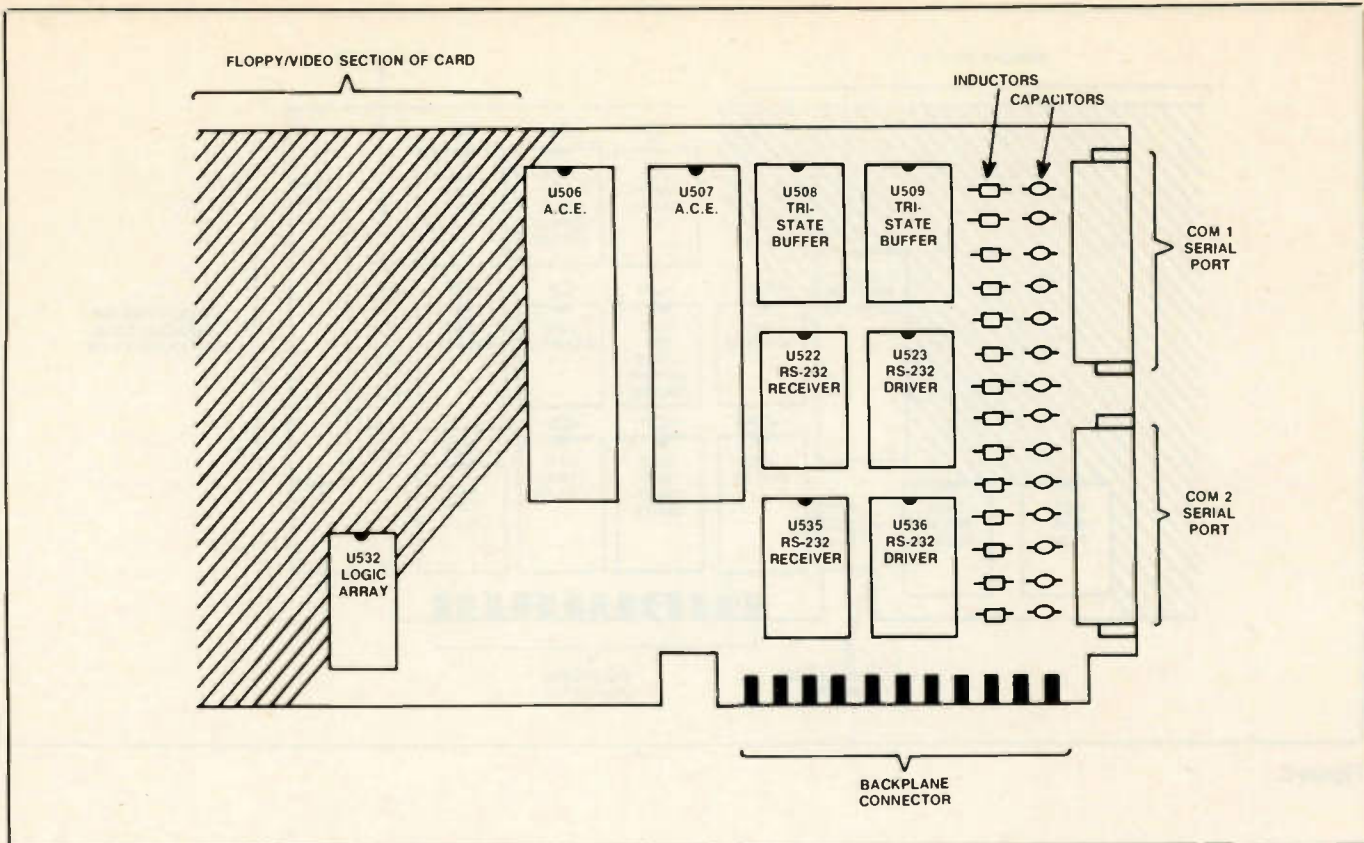 FLOPPY/VIDEO SECTION OF CARD
INDUCTORS
CAPACITORS
U506
A.C.E.
U507
A.C.E.
U508
TRI-
STATE
BUFFER
U509
TRI-
STATE
BUFFER
COM 1
SERIAL
PORT
U522
RS-232
RECEIVER
U523
RS-232
DRIVER
U532
LOGIC
ARRAY
U535
RS-232
RECEIVER
U536
RS-232
DRIVER
COM 2
SERIAL
PORT
BACKPLANE
CONNECTOR